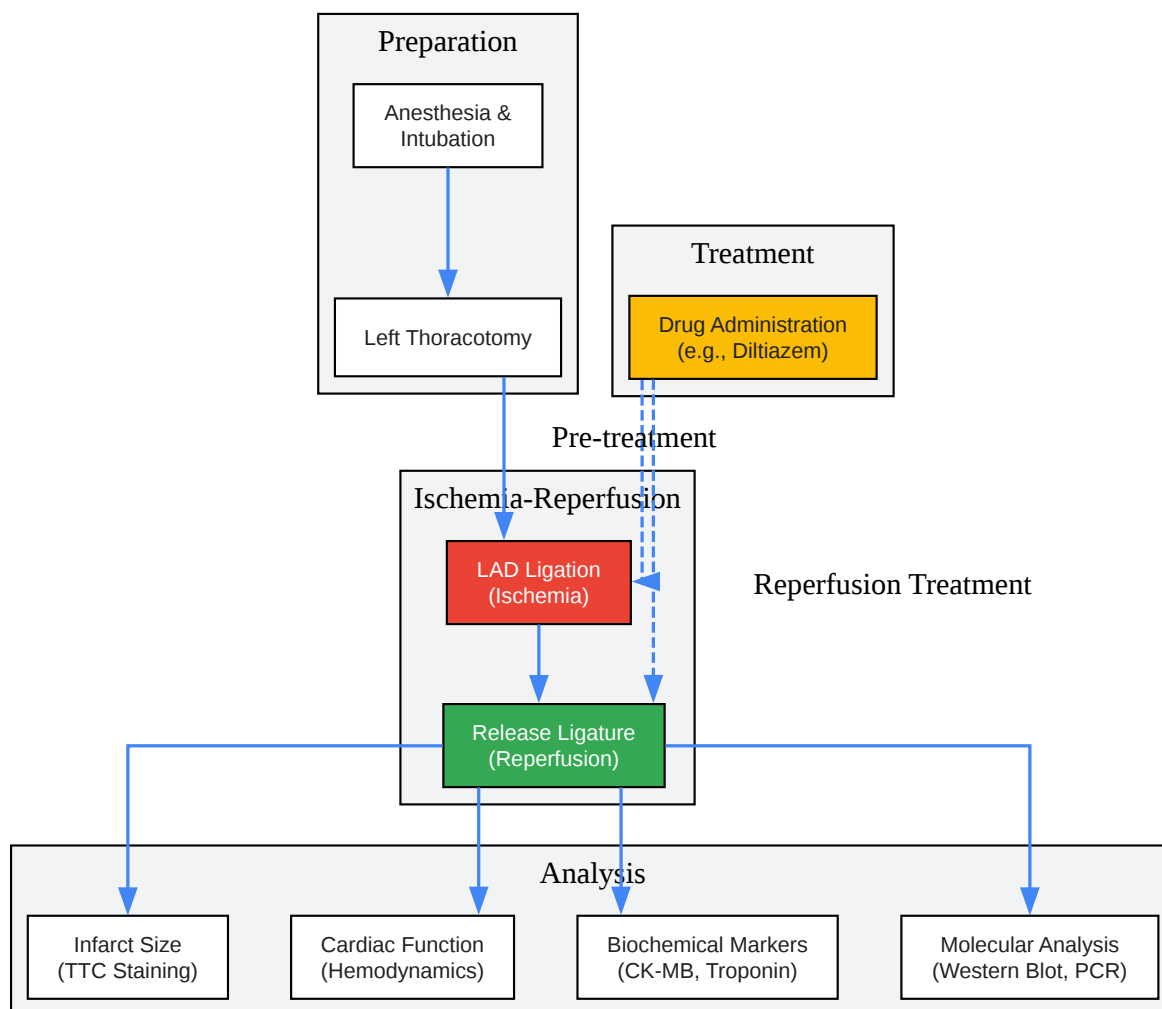 Preparation
Anesthesia &
Intubation
Left Thoracotomy
Treatment
Drug Administration
(e.g., Diltiazem)
Pre-treatment
Ischemia-Reperfusion
LAD Ligation
(Ischemia)
Reperfusion Treatment
Release Ligature
(Reperfusion)
Analysis
Infarct Size
(TTC Staining)
Cardiac Function
(Hemodynamics)
Biochemical Markers
(CK-MB, Troponin)
Molecular Analysis
(Western Blot, PCR)